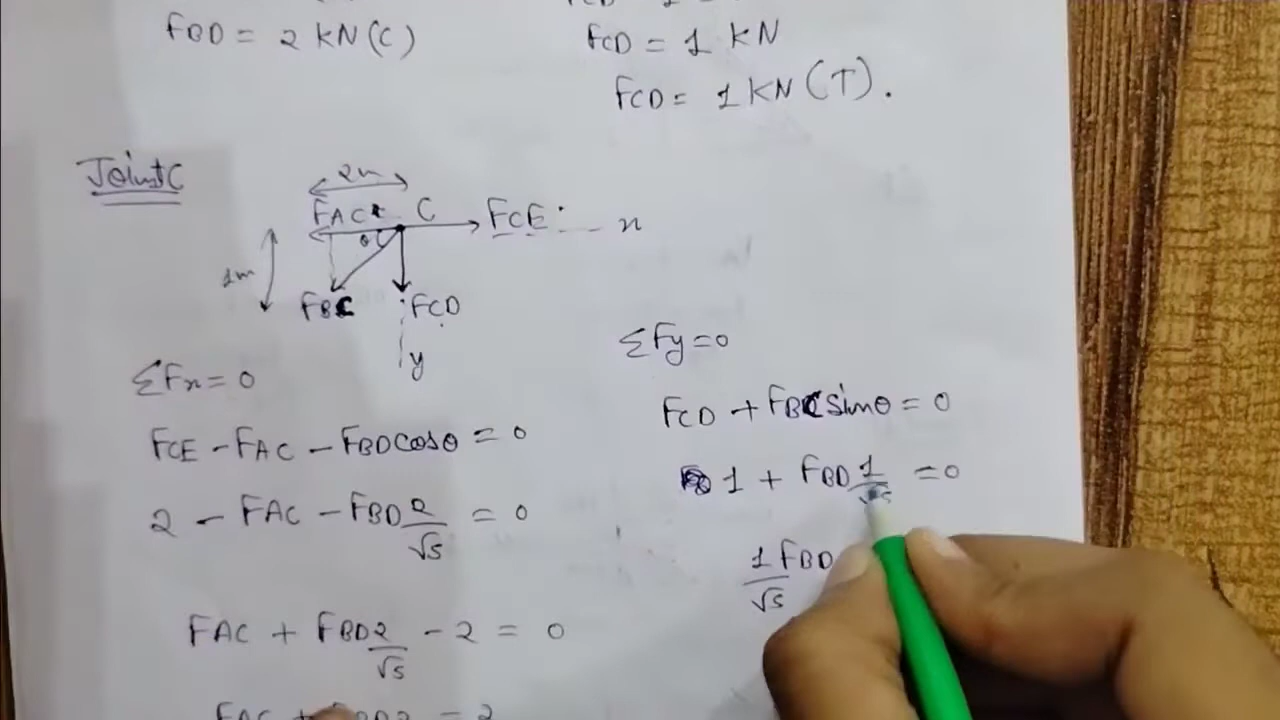 FBD = 2 KN (C)
FCD = 1 KN
FCD = 1 KN (T).
Joint C
2m
FAC C FCE x
θ
1m
FBC FCD
y
ΣFx = 0
FCE - FAC - FBD cosθ = 0
2 - FAC - FBD 2/√5 = 0
FAC + FBD 2/√5 - 2 = 0
ΣFy = 0
FCD + FBC sinθ = 0
1 + FBD 1/√5 = 0
1/√5 FBD